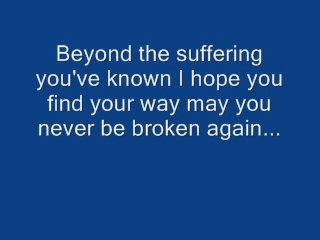 Beyond the suffering
you've known I hope you
find your way may you
never be broken again...